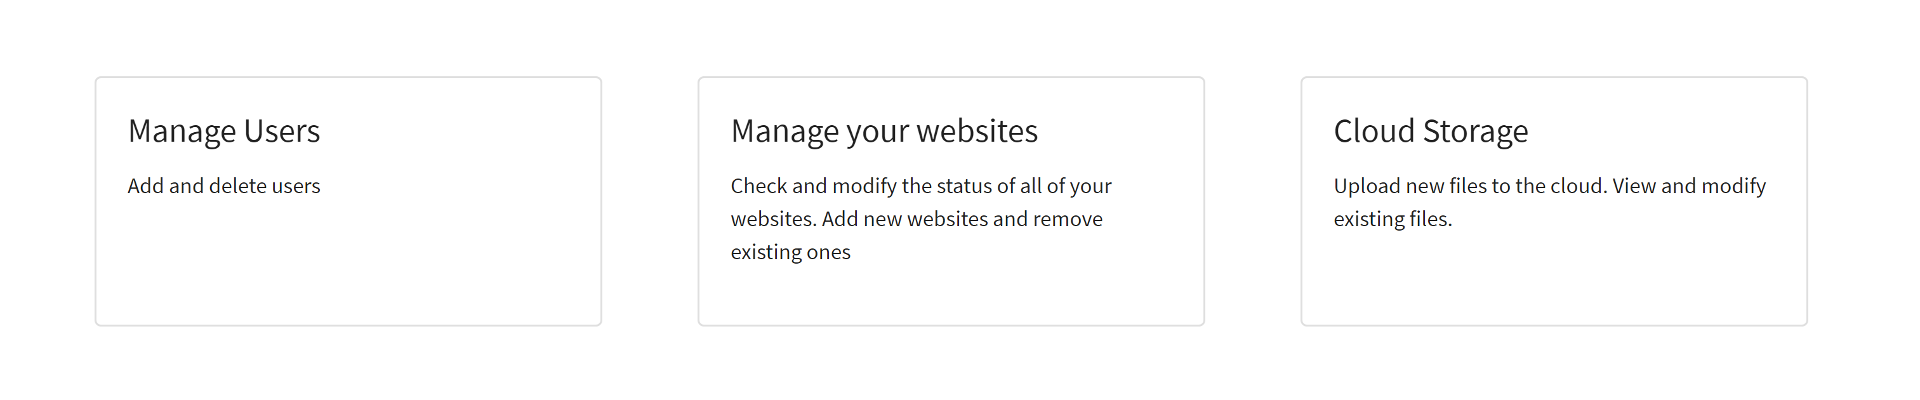 Manage Users
Add and delete users
Manage your websites
Check and modify the status of all of your
websites. Add new websites and remove
existing ones
Cloud Storage
Upload new files to the cloud. View and modify
existing files.